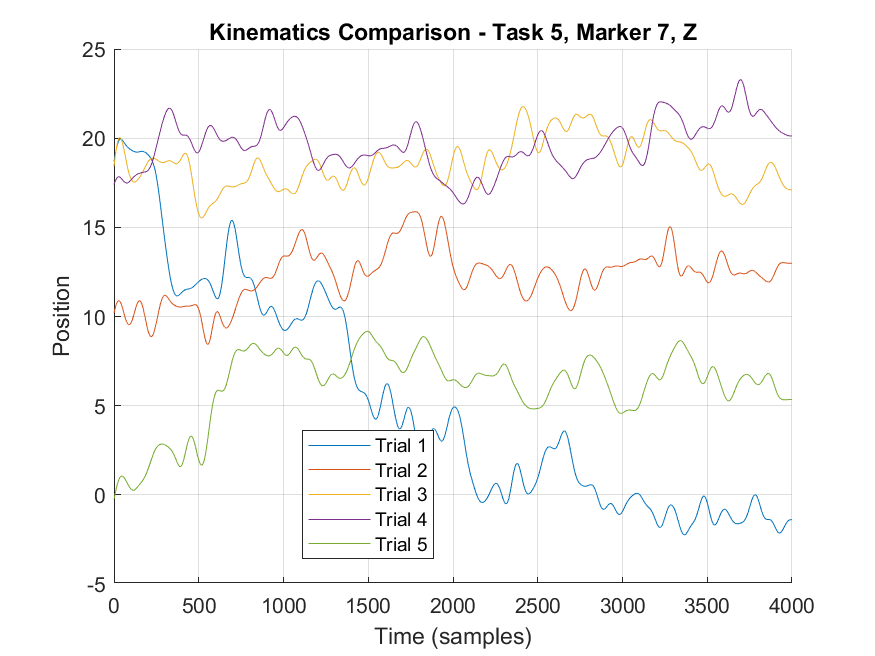 Kinematics Comparison - Task 5, Marker 7, Z
25
20
15
10
5
0
-5
Position
Trial 1
Trial 2
Trial 3
Trial 4
Trial 5
0 500 1000 1500 2000 2500 3000 3500 4000
Time (samples)